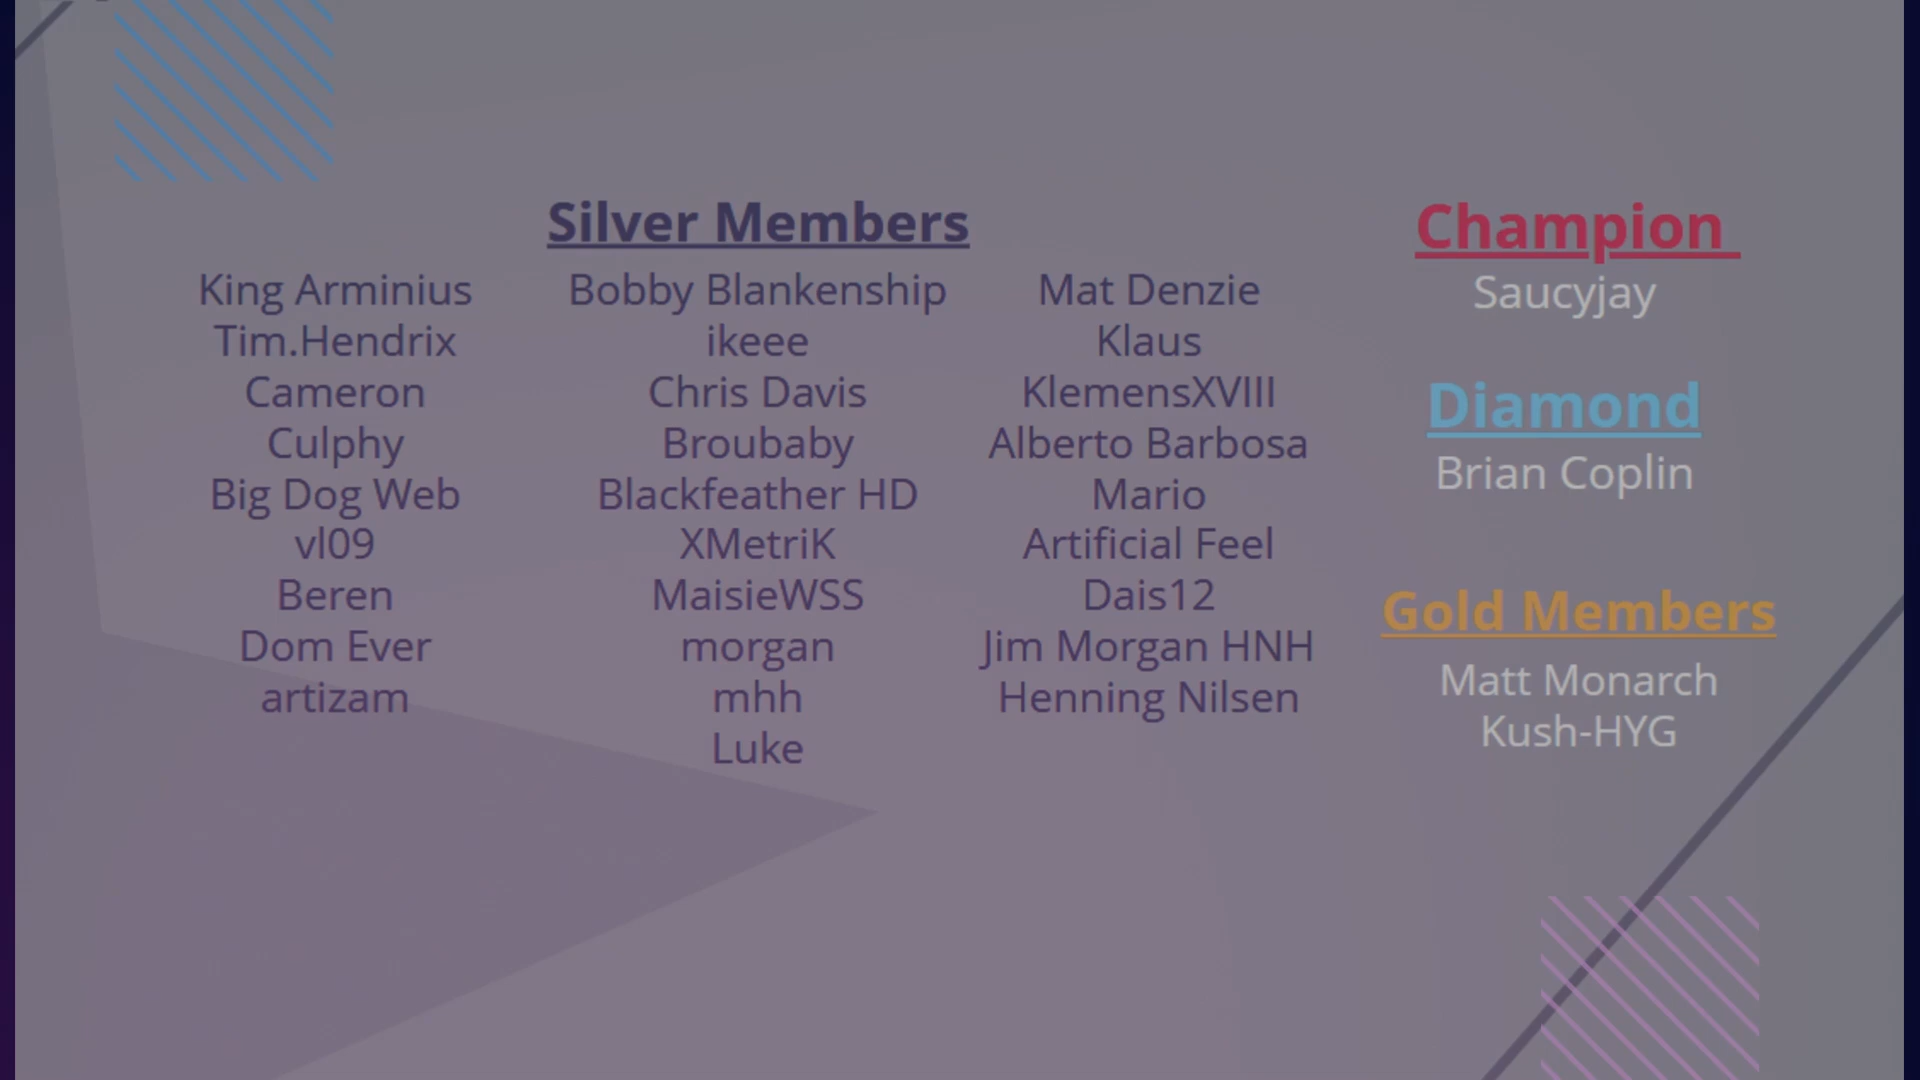 Silver Members
King Arminius
Tim.Hendrix
Cameron
Culphy
Big Dog Web
vl09
Beren
Dom Ever
artizam
Bobby Blankenship
ikeee
Chris Davis
Broubaby
Blackfeather HD
XMetriK
MaisieWSS
morgan
mhh
Luke
Mat Denzie
Klaus
KlemensXVIII
Alberto Barbosa
Mario
Artificial Feel
Dais12
Jim Morgan HNH
Henning Nilsen
Champion
Saucyjay
Diamond
Brian Coplin
Gold Members
Matt Monarch
Kush-HYG